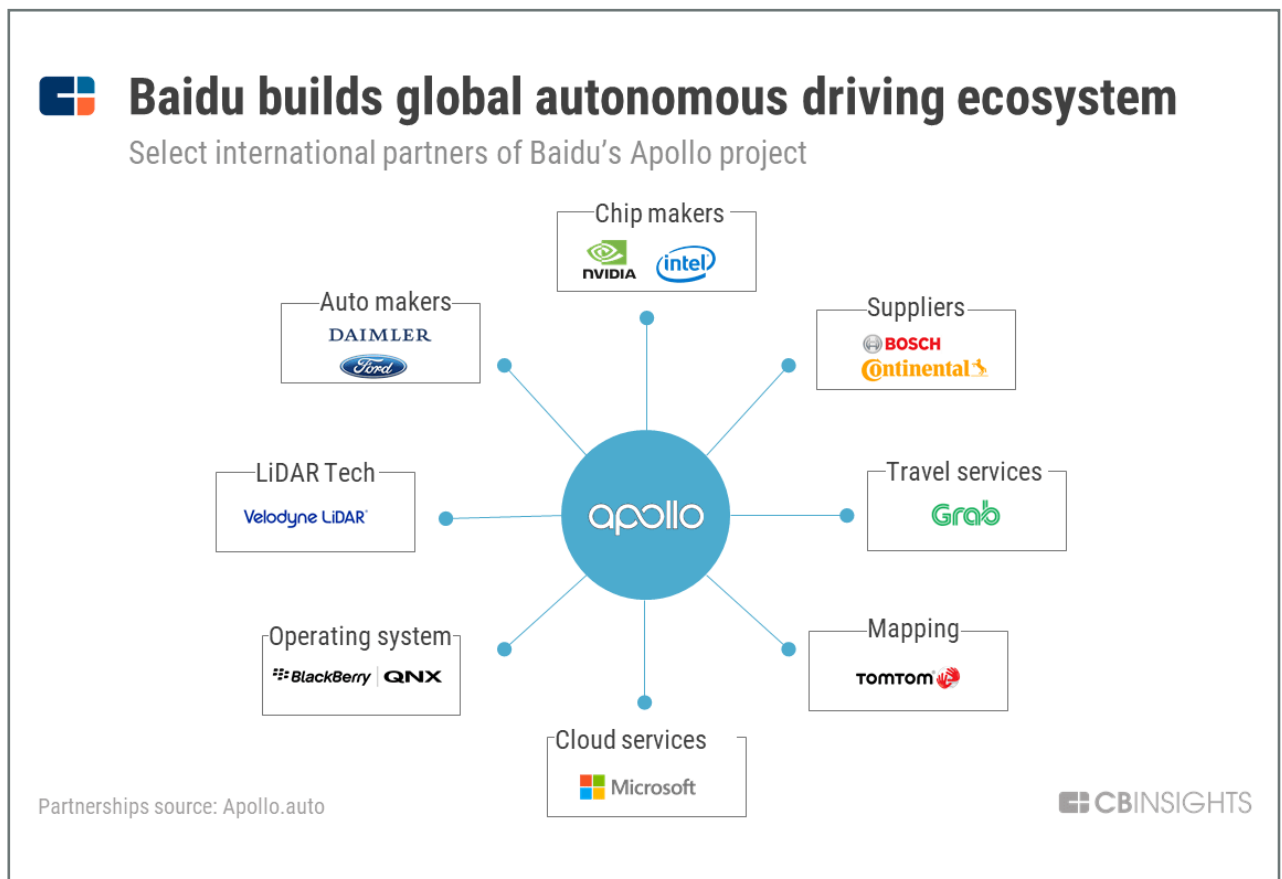 Baidu builds global autonomous driving ecosystem
Select international partners of Baidu's Apollo project
Chip makers
NVIDIA
intel
Auto makers
DAIMLER
Ford
Suppliers
BOSCH
Continental
LiDAR Tech
Velodyne LiDAR
apollo
Travel services
Grab
Operating system
BlackBerry | QNX
Mapping
TOMTOM
Cloud services
Microsoft
Partnerships source: Apollo.auto
CBINSIGHTS